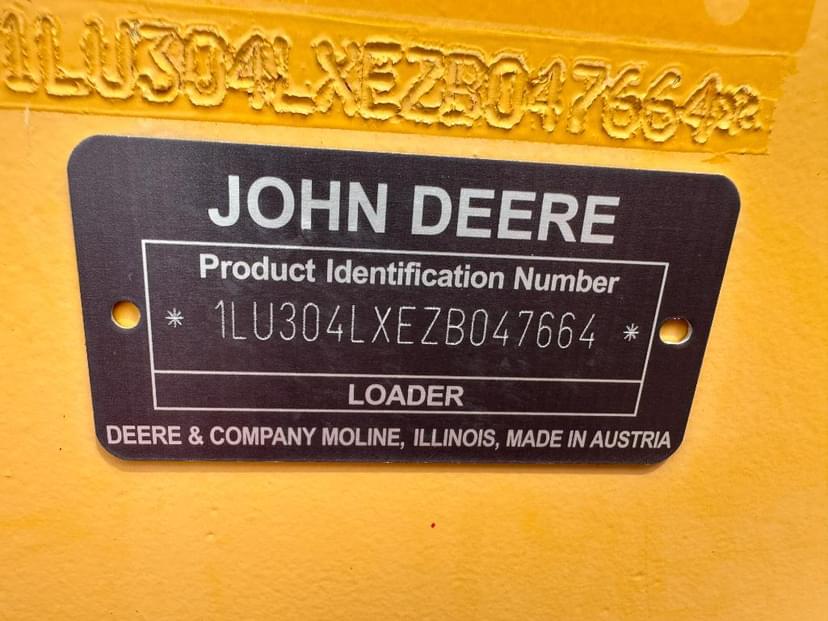 1LU304LXEZB047664*
JOHN DEERE
Product Identification Number
* 1LU304LXEZB047664 *
LOADER
DEERE & COMPANY MOLINE, ILLINOIS, MADE IN AUSTRIA